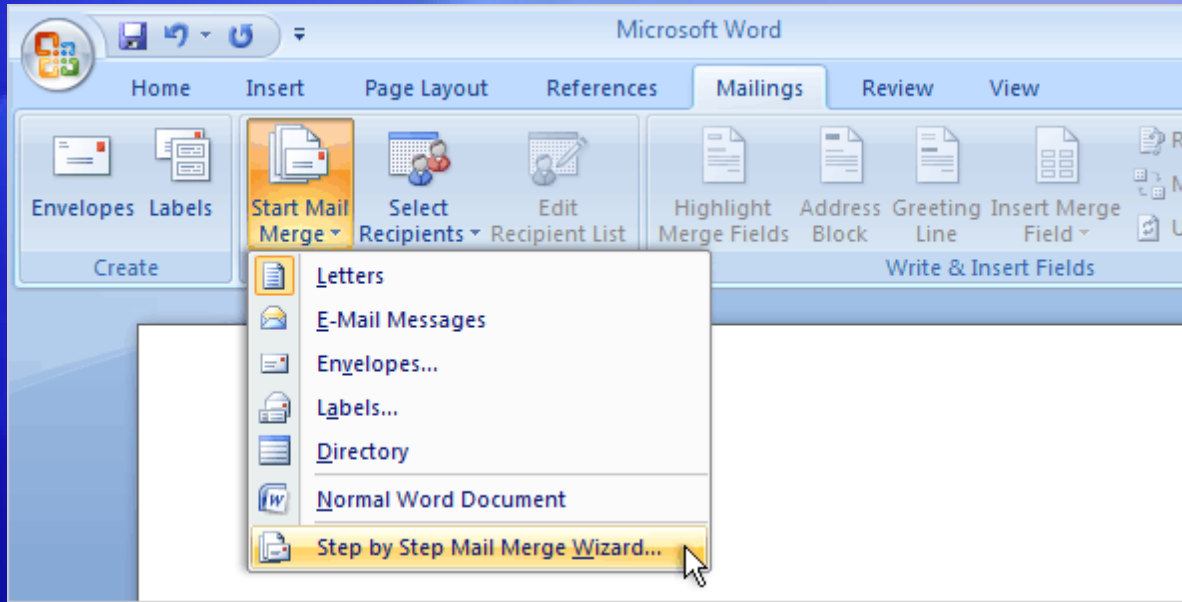 Microsoft Word
Home Insert Page Layout References Mailings Review View
Envelopes Labels Start Mail Merge Select Recipients Edit Recipient List Highlight Merge Fields Address Block Greeting Line Insert Merge Field R
M
U
Create Write & Insert Fields
Letters
E-Mail Messages
Envelopes...
Labels...
Directory
Normal Word Document
Step by Step Mail Merge Wizard...